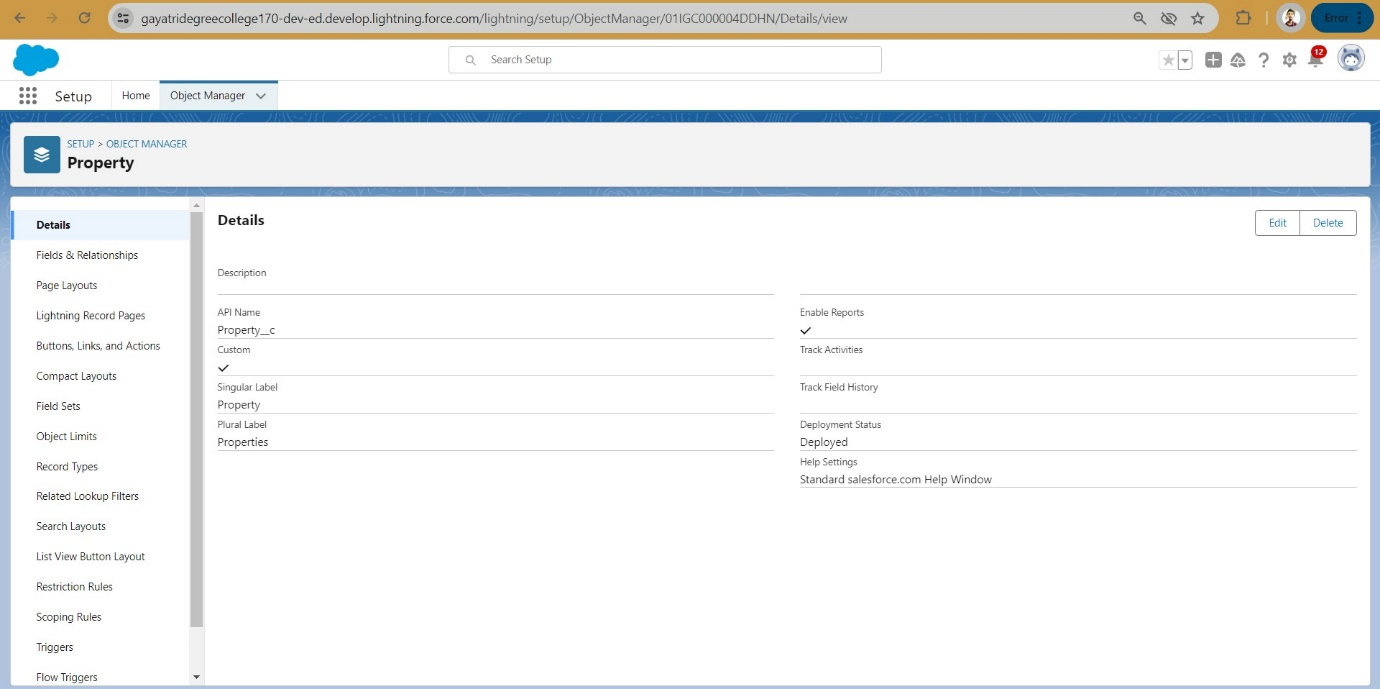 gayatridegreecollege170-dev-ed.develop.lightning.force.com/lightning/setup/ObjectManager/01IGC000004DDHN/Details/view
Error
Search Setup
12
Setup
Home
Object Manager
SETUP > OBJECT MANAGER
Property
Details
Fields & Relationships
Page Layouts
Lightning Record Pages
Buttons, Links, and Actions
Compact Layouts
Field Sets
Object Limits
Record Types
Related Lookup Filters
Search Layouts
List View Button Layout
Restriction Rules
Scoping Rules
Triggers
Flow Triggers
Details
Edit
Delete
Description
API Name
Property__c
Custom
Singular Label
Property
Plural Label
Properties
Enable Reports
Track Activities
Track Field History
Deployment Status
Deployed
Help Settings
Standard salesforce.com Help Window